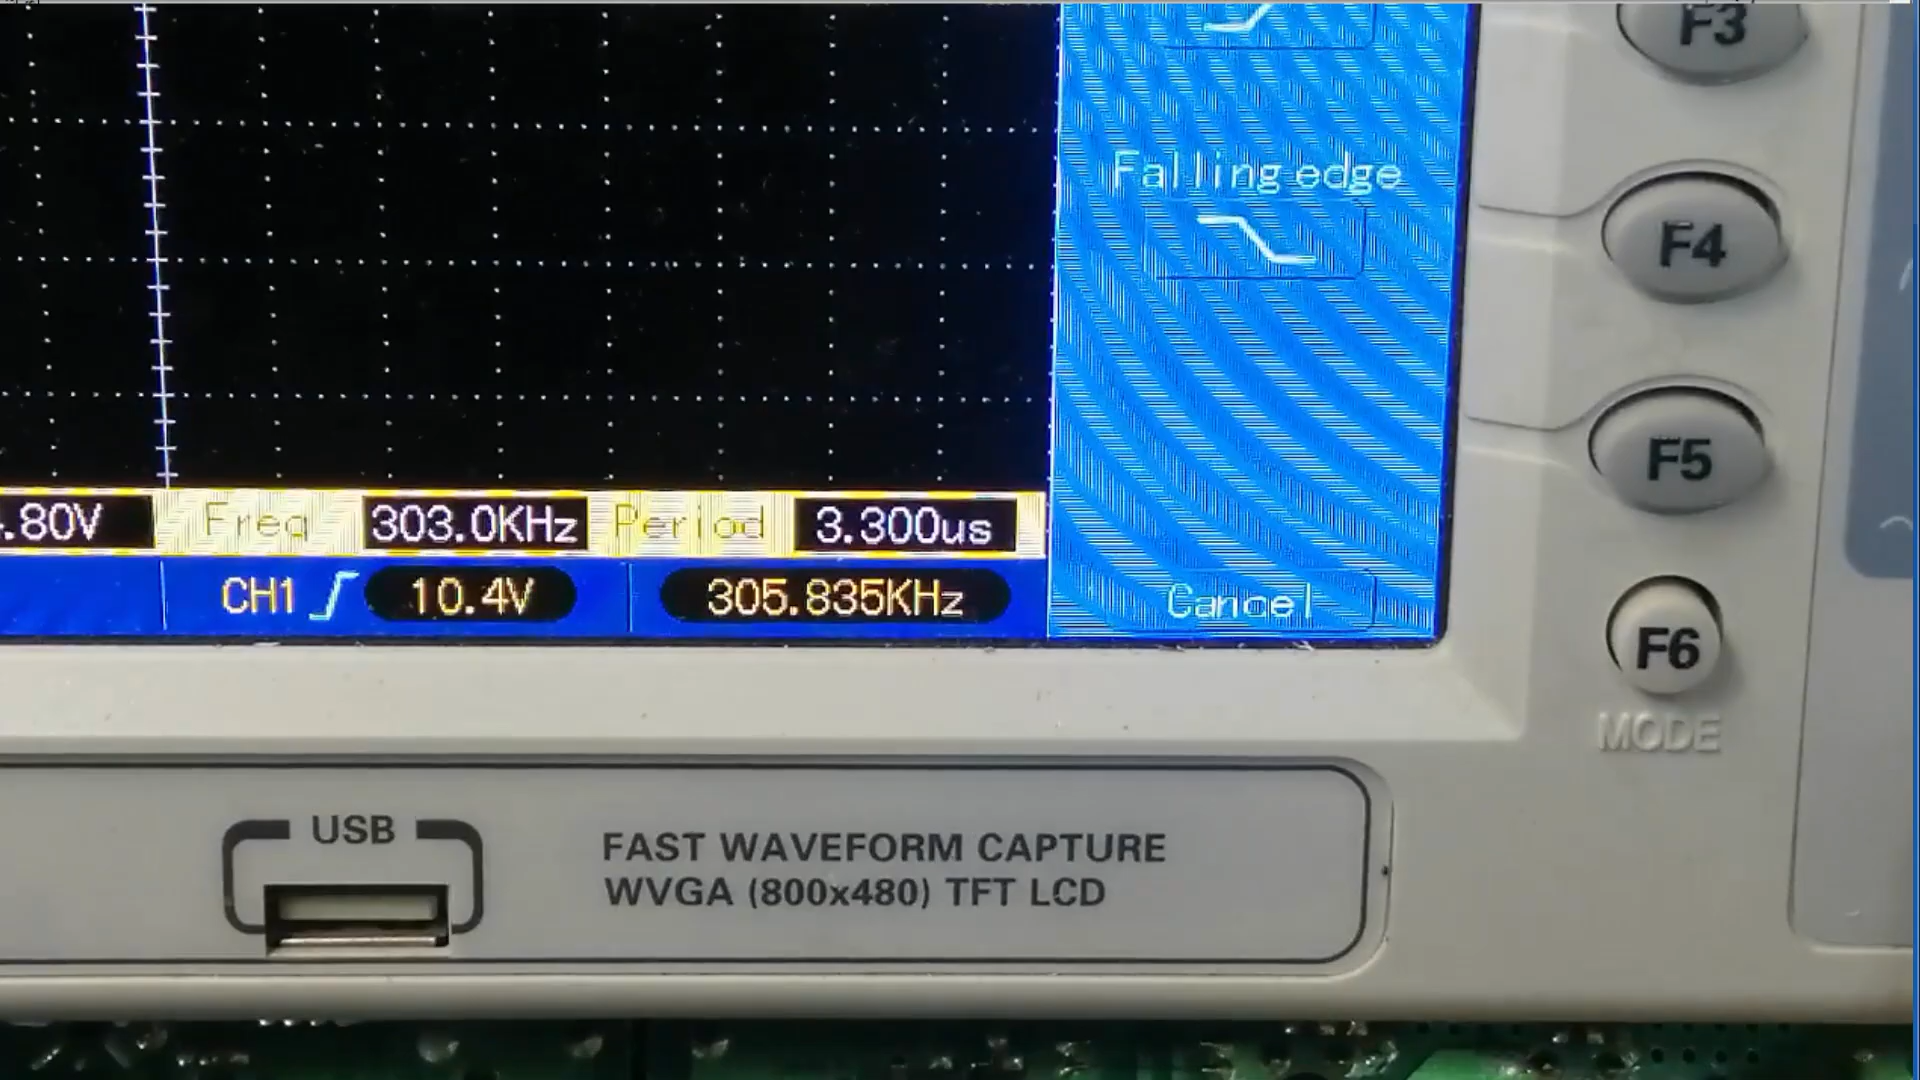 F3
Falling edge
F4
F5
.80V Freq 303.0KHz Period 3.300us
CH1 10.4V 305.835KHz
Cancel
F6
MODE
USB
FAST WAVEFORM CAPTURE
WVGA (800x480) TFT LCD